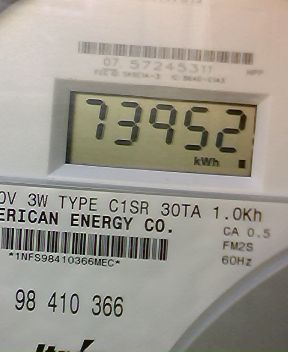 07 57245311
73952
kWh
0V 3W TYPE C1SR 30TA 1.0Kh
ERICAN ENERGY CO.
CA 0.5
FM2S
60Hz
*1NFS98410366MEC*
98 410 366